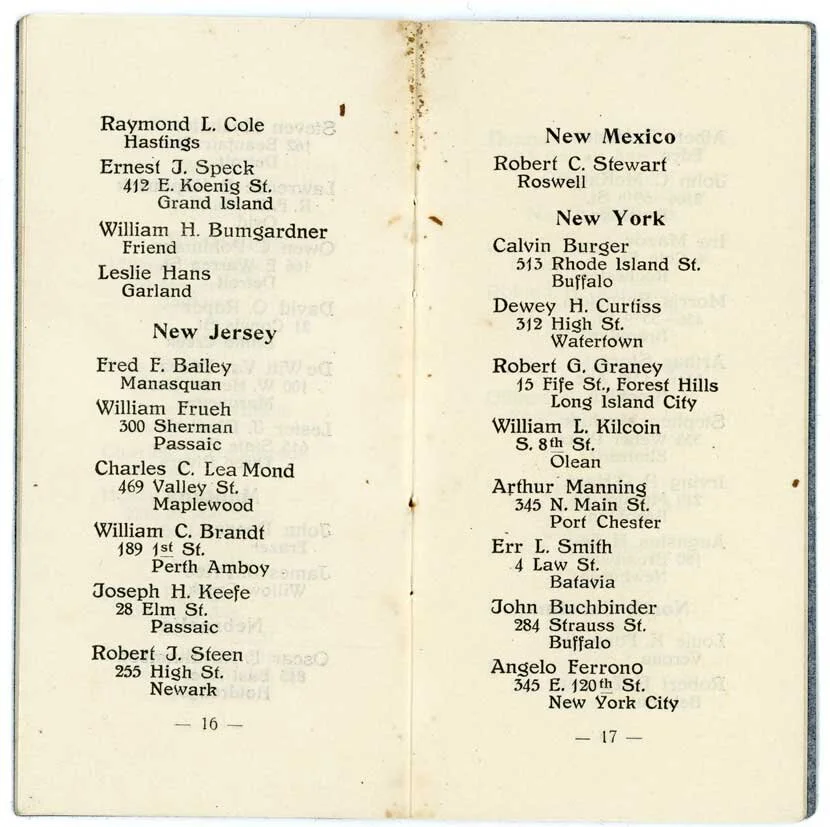 Raymond L. Cole
Hastings
Ernest J. Speck
412 E. Koenig St.
Grand Island
William H. Bumgardner
Friend
Leslie Hans
Garland
New Jersey
Fred F. Bailey
Manasquan
William Frueh
300 Sherman
Passaic
Charles C. Lea Mond
469 Valley St.
Maplewood
William C. Brandt
189 1st St.
Perth Amboy
Joseph H. Keefe
28 Elm St.
Passaic
Robert J. Steen
255 High St.
Newark
— 16 —
New Mexico
Robert C. Stewart
Roswell
New York
Calvin Burger
513 Rhode Island St.
Buffalo
Dewey H. Curtiss
312 High St.
Watertown
Robert G. Graney
15 Fife St., Forest Hills
Long Island City
William L. Kilcoin
S. 8th St.
Olean
Arthur Manning
345 N. Main St.
Port Chester
Err L. Smith
4 Law St.
Batavia
John Buchbinder
284 Strauss St.
Buffalo
Angelo Ferrono
345 E. 120th St.
New York City
— 17 —